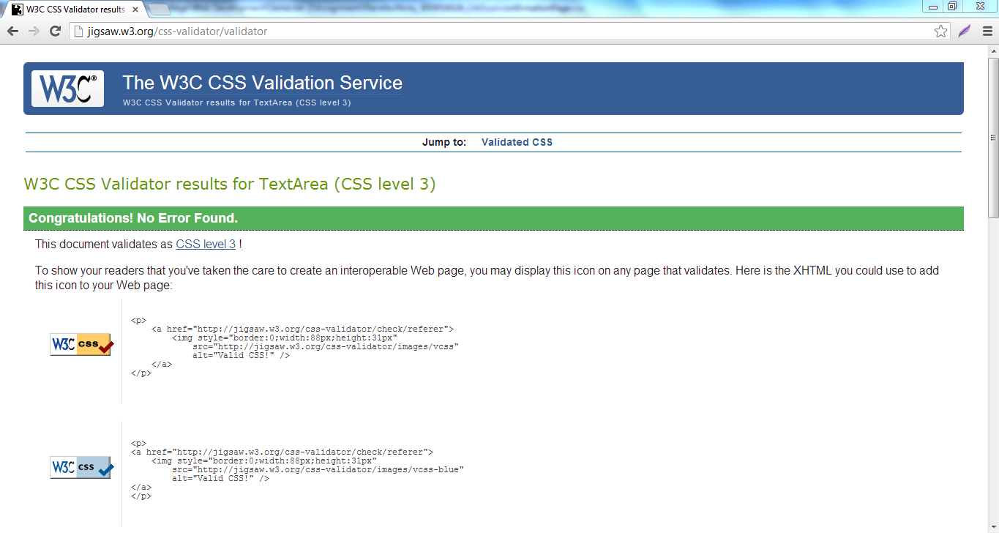 W3C CSS Validator results
jigsaw.w3.org/css-validator/validator
W3C® The W3C CSS Validation Service
W3C CSS Validator results for TextArea (CSS level 3)
Jump to: Validated CSS
W3C CSS Validator results for TextArea (CSS level 3)
Congratulations! No Error Found.
This document validates as CSS level 3 !
To show your readers that you've taken the care to create an interoperable Web page, you may display this icon on any page that validates. Here is the XHTML you could use to add
this icon to your Web page:
W3C css
<p>
<a href="http://jigsaw.w3.org/css-validator/check/referer">
<img style="border:0;width:88px;height:31px"
src="http://jigsaw.w3.org/css-validator/images/vcss"
alt="Valid CSS!" />
</a>
</p>
W3C css
<p>
<a href="http://jigsaw.w3.org/css-validator/check/referer">
<img style="border:0;width:88px;height:31px"
src="http://jigsaw.w3.org/css-validator/images/vcss-blue"
alt="Valid CSS!" />
</a>
</p>